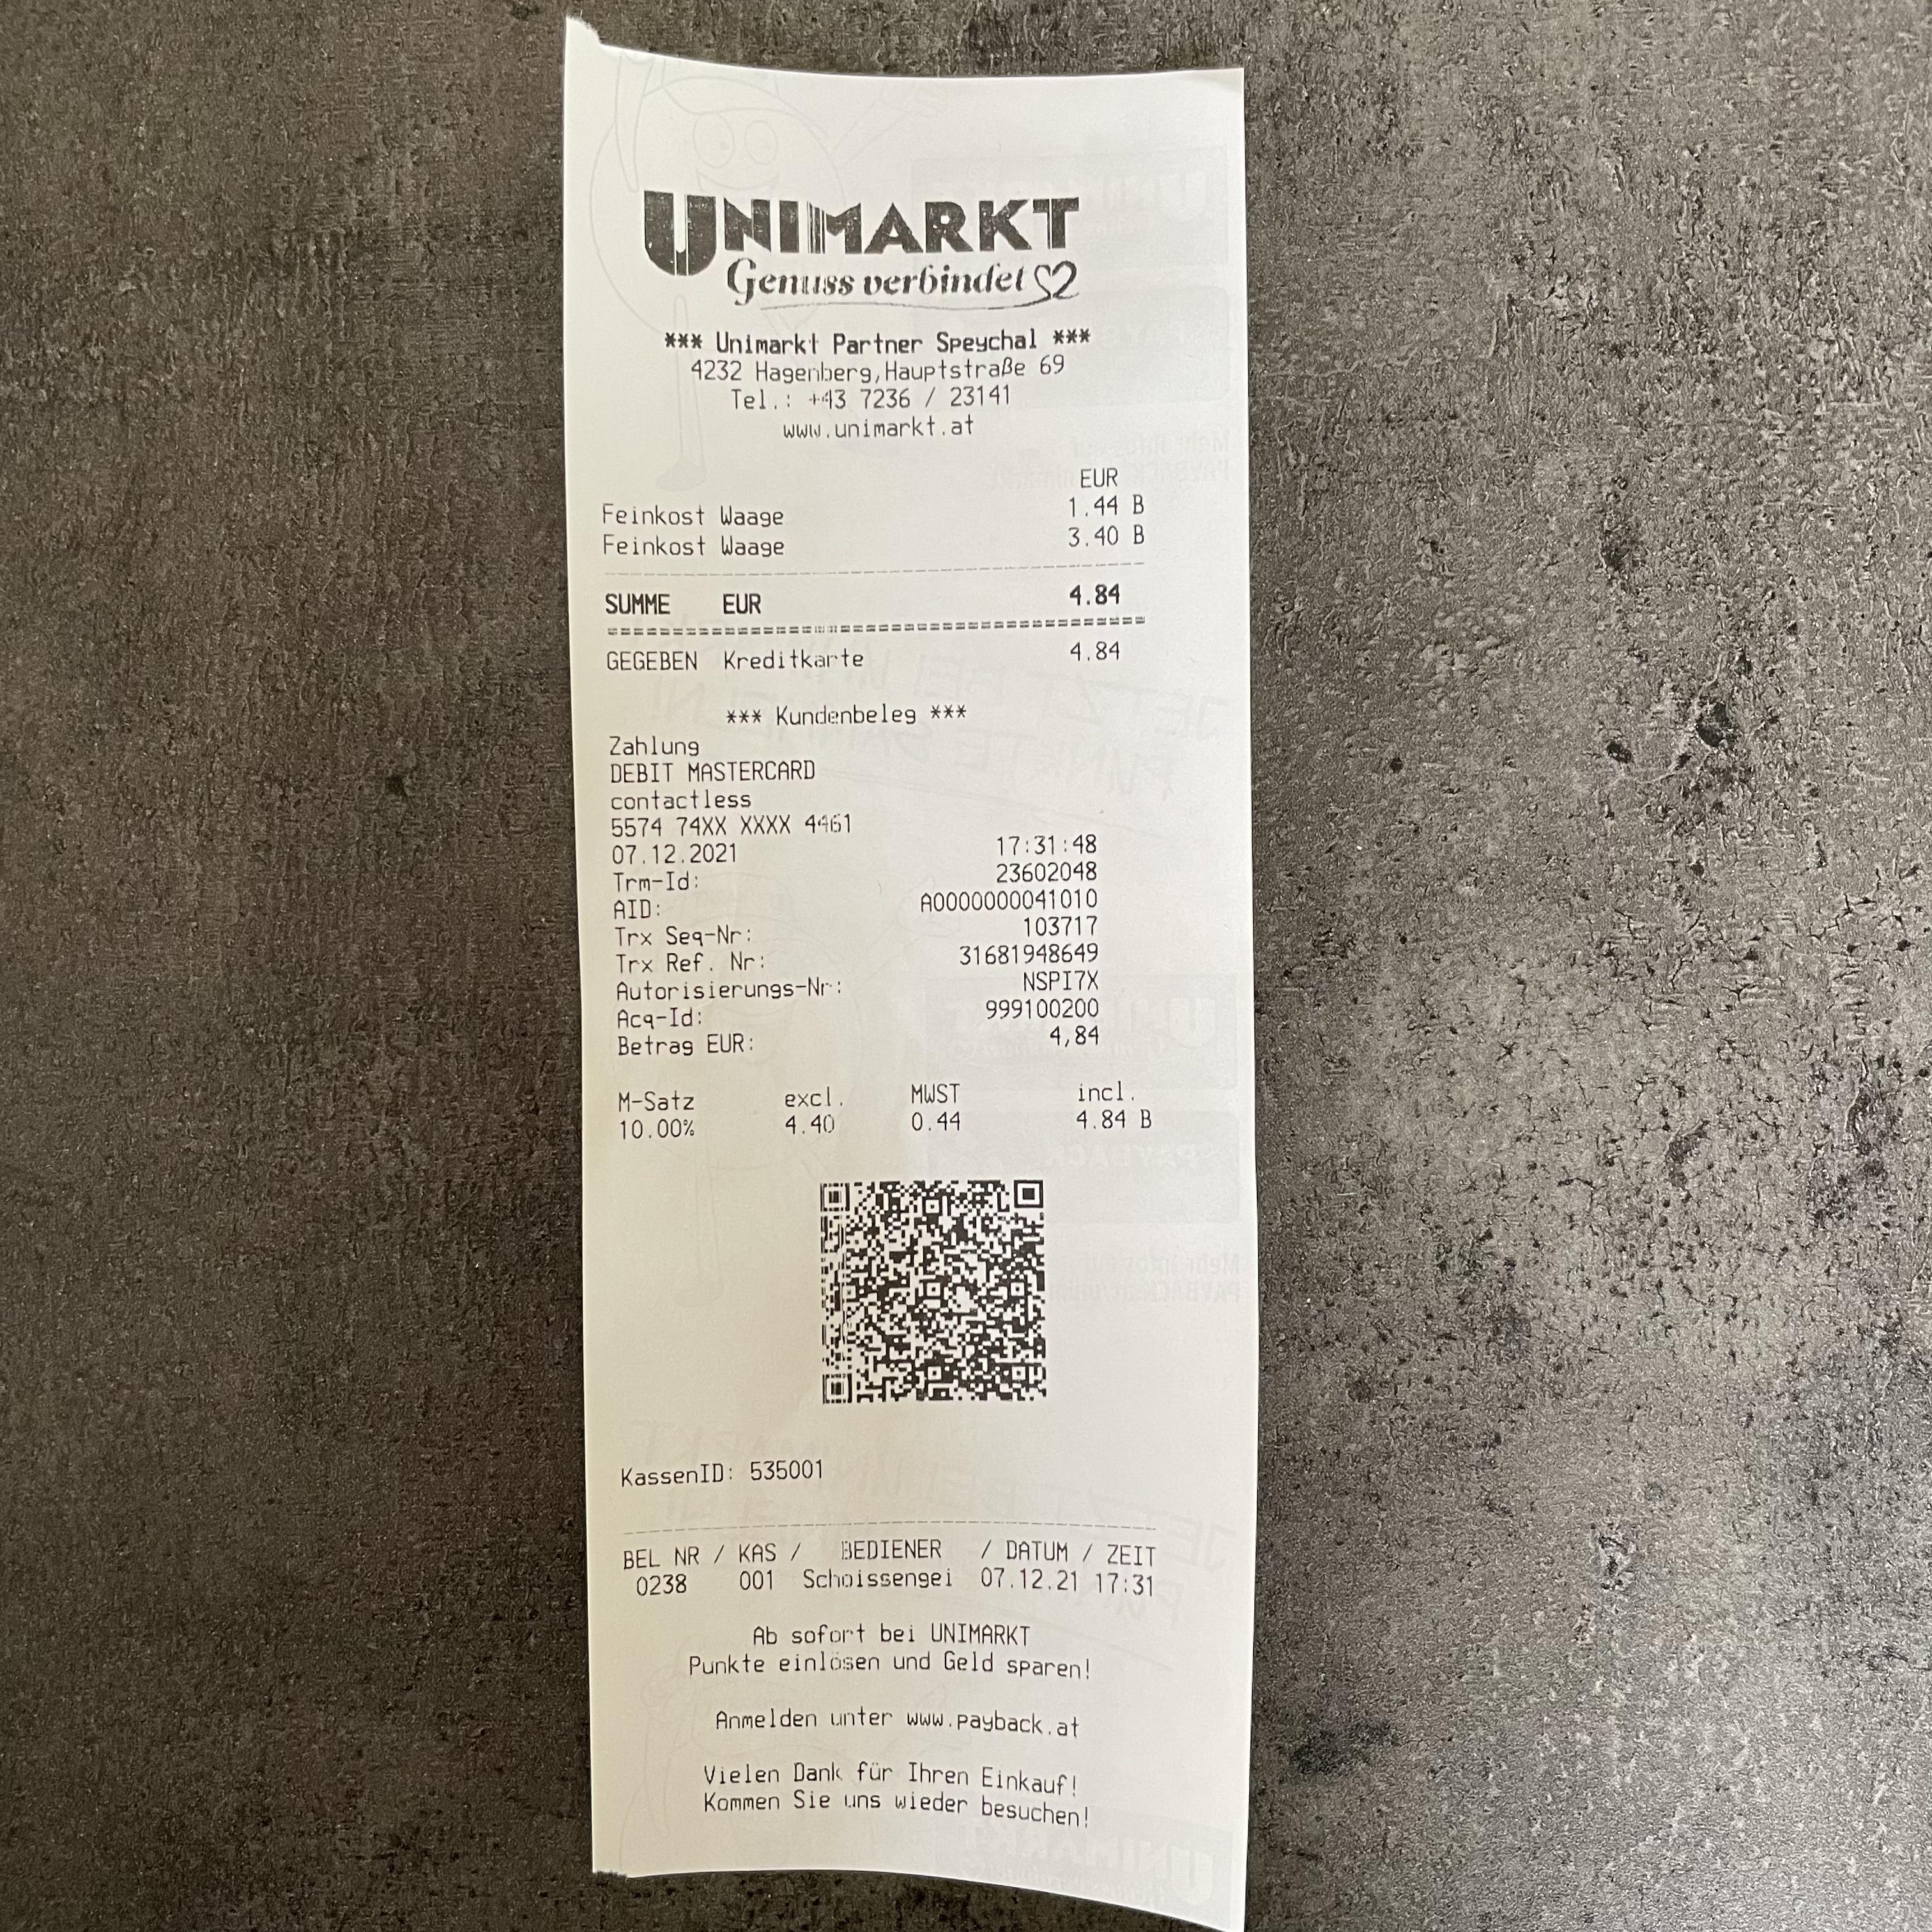 UNIMARKT
Genuss verbindet
*** Unimarkt Partner Speychal ***
4232 Hagenberg,Hauptstraße 69
Tel.: +43 7236 / 23141
www.unimarkt.at
EUR
Feinkost Waage 1.44 B
Feinkost Waage 3.40 B
SUMME EUR 4.84
GEGEBEN Kreditkarte 4.84
*** Kundenbeleg ***
Zahlung
DEBIT MASTERCARD
contactless
5574 74XX XXXX 4461
07.12.2021 17:31:48
Trm-Id: 23602048
AID: A0000000041010
Trx Seq-Nr: 103717
Trx Ref. Nr: 31681948649
Autorisierungs-Nr: NSPI7X
Acq-Id: 999100200
Betrag EUR: 4,84
M-Satz excl. MWST incl.
10.00% 4.40 0.44 4.84 B
KassenID: 535001
BEL NR / KAS / BEDIENER / DATUM / ZEIT
0238 001 Schoissengei 07.12.21 17:31
Ab sofort bei UNIMARKT
Punkte einlösen und Geld sparen!
Anmelden unter www.payback.at
Vielen Dank für Ihren Einkauf!
Kommen Sie uns wieder besuchen!